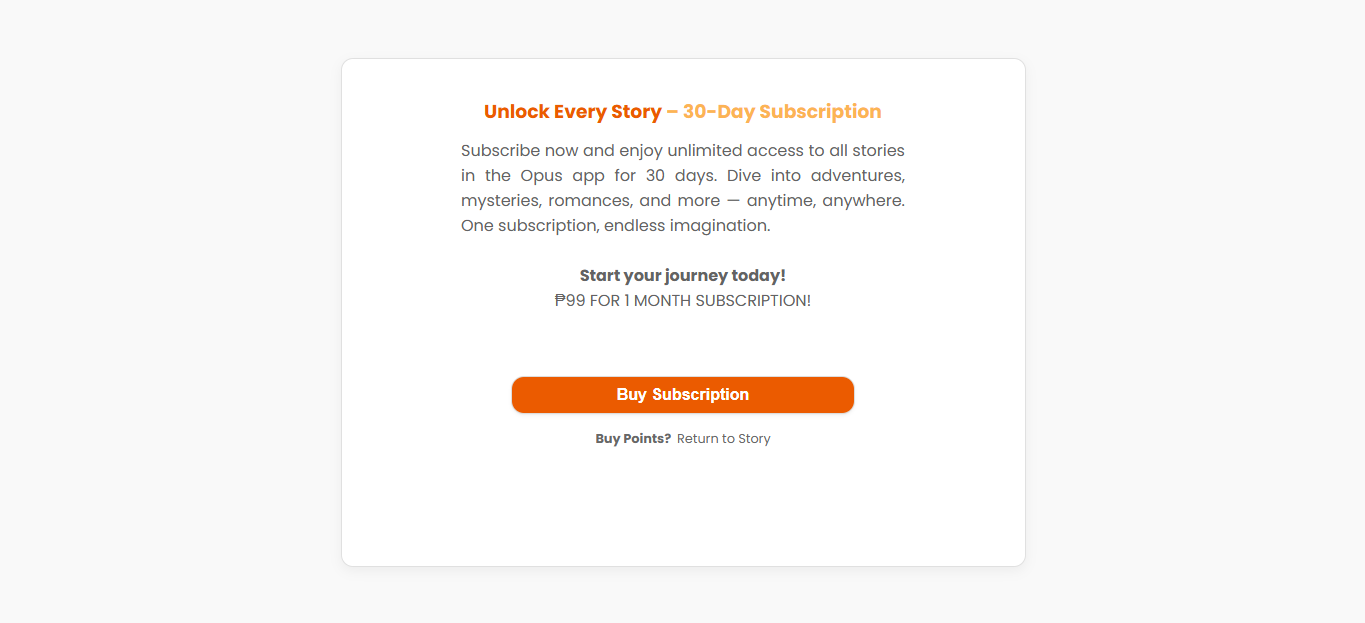 Unlock Every Story – 30-Day Subscription
Subscribe now and enjoy unlimited access to all stories
in the Opus app for 30 days. Dive into adventures,
mysteries, romances, and more — anytime, anywhere.
One subscription, endless imagination.
Start your journey today!
₱99 FOR 1 MONTH SUBSCRIPTION!
Buy Subscription
Buy Points? Return to Story